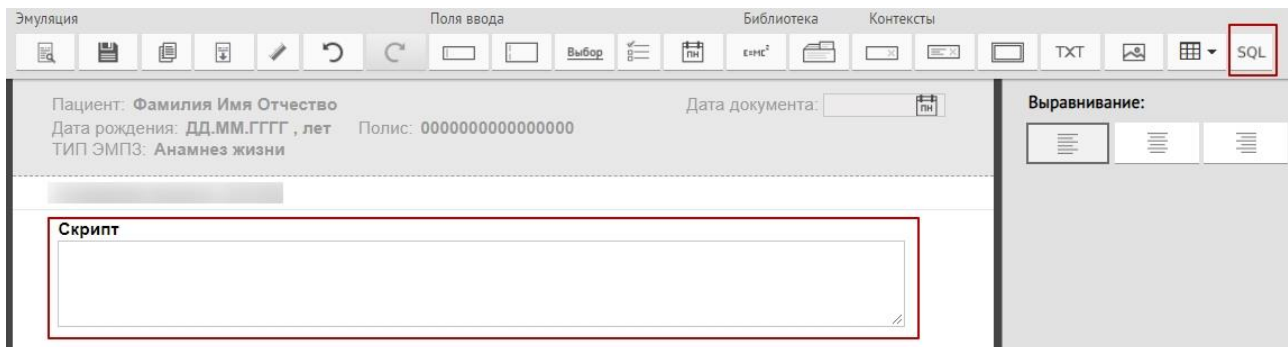 Эмуляция Поля ввода Библиотека Контексты
Выбор ПН E=MC² TXT SQL
Пациент: Фамилия Имя Отчество Дата документа: ПН
Дата рождения: ДД.ММ.ГГГГ , лет Полис: 0000000000000000
ТИП ЭМПЗ: Анамнез жизни
Выравнивание:
Скрипт